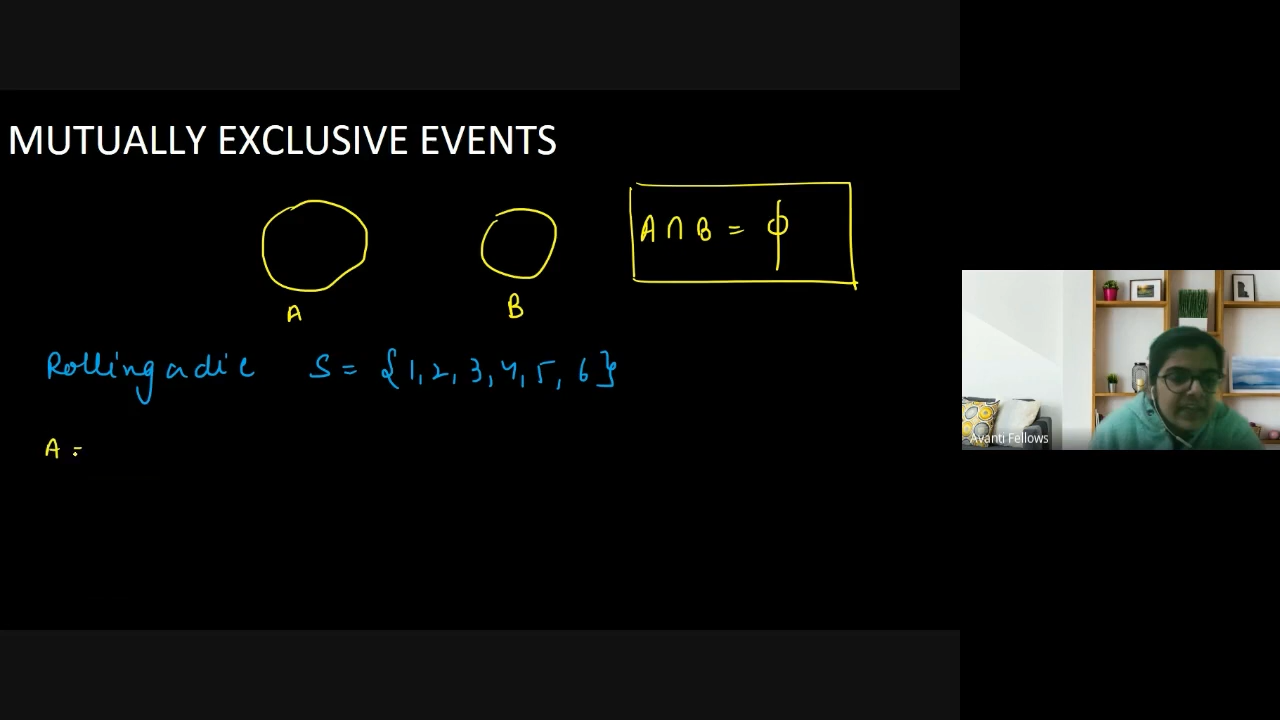 MUTUALLY EXCLUSIVE EVENTS
A ∩ B = ϕ
A
B
Rolling a die S = {1, 2, 3, 4, 5, 6}
A =
Avanti Fellows